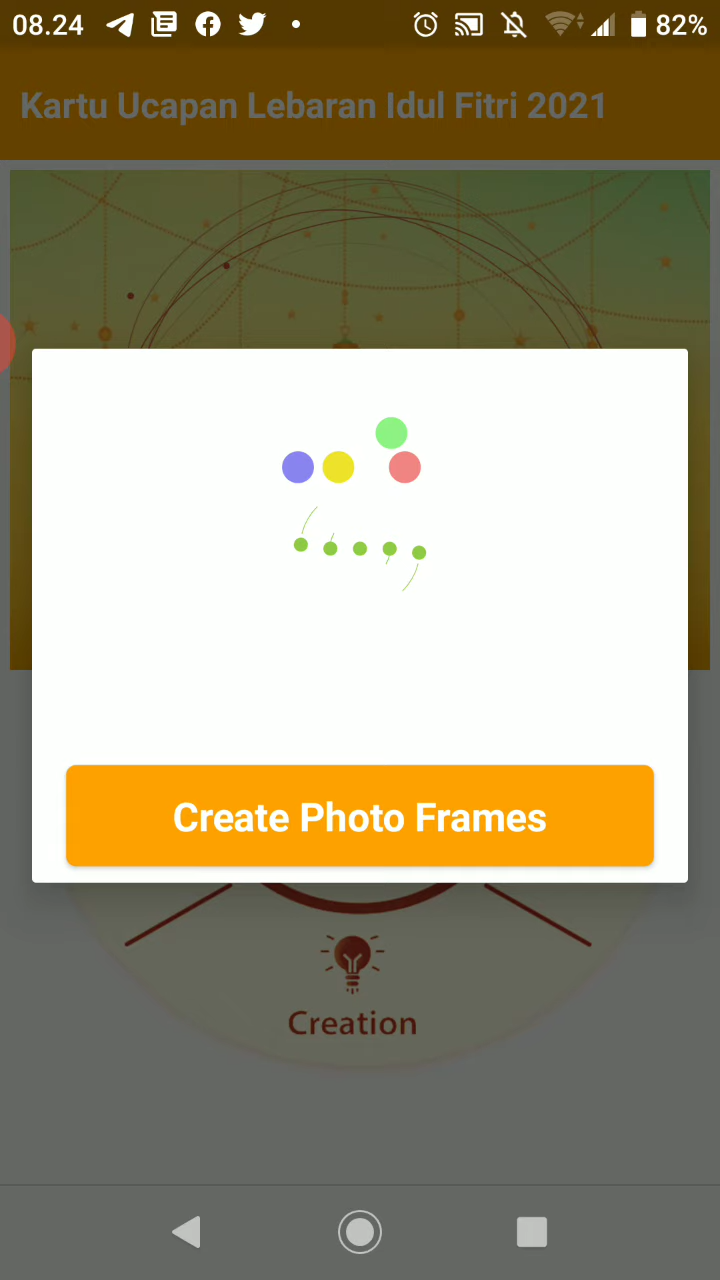 08.24
82%
Kartu Ucapan Lebaran Idul Fitri 2021
Create Photo Frames
Creation